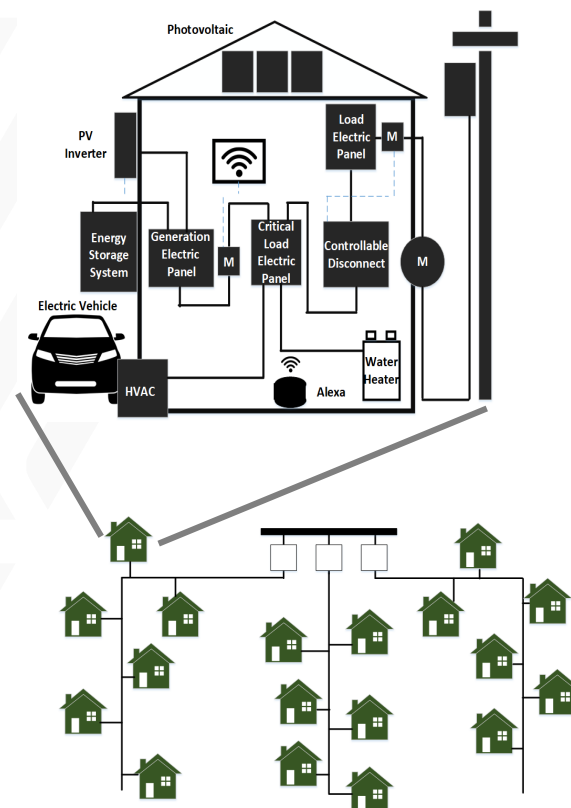 Photovoltaic
PV
Inverter
Load
Electric
Panel
M
Energy
Storage
System
Generation
Electric
Panel
M
Critical
Load
Electric
Panel
Controllable
Disconnect
M
Electric Vehicle
HVAC
Alexa
Water
Heater